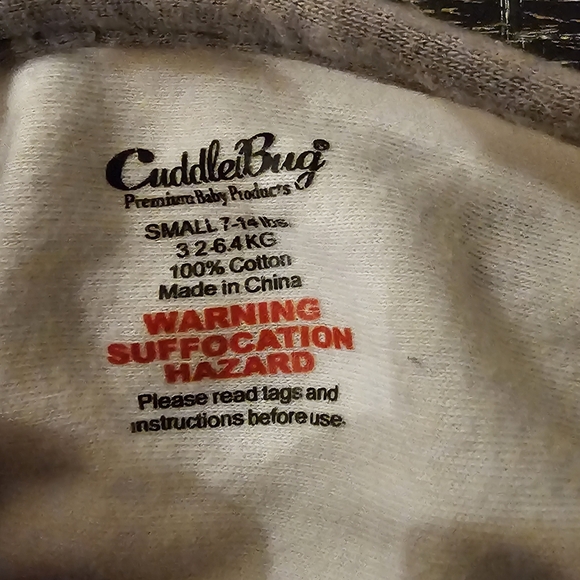 CuddleBug
Premium Baby Products
SMALL 7-14 lbs.
3.2-6.4 KG
100% Cotton
Made in China
WARNING
SUFFOCATION
HAZARD
Please read tags and
instructions before use.